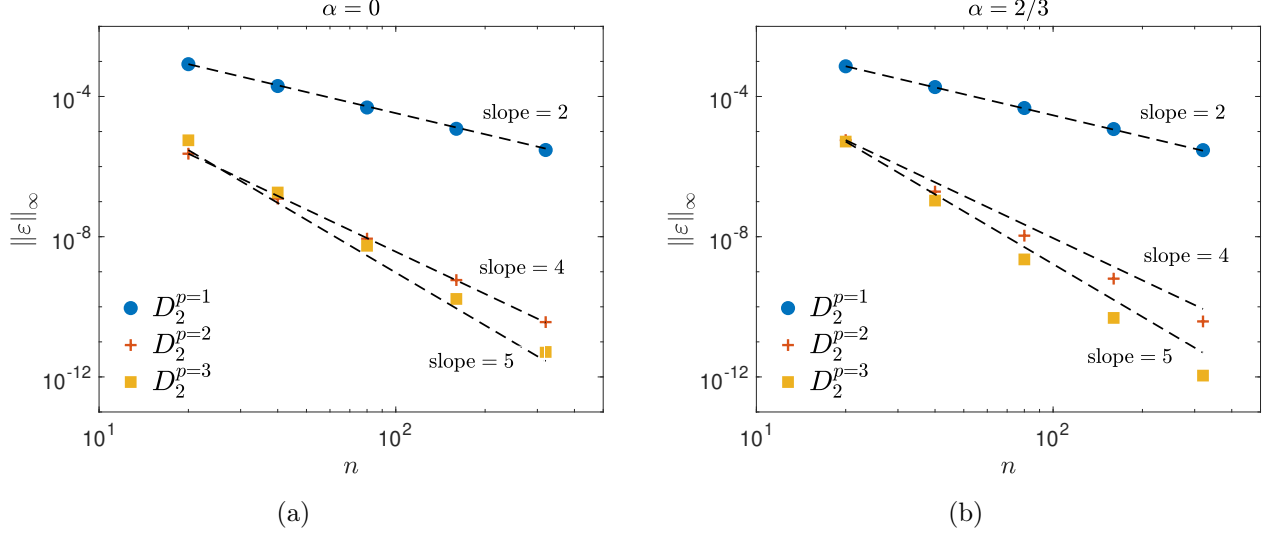 α = 0
10^{-4}
10^{-8}
10^{-12}
‖ε‖_∞
slope = 2
slope = 4
slope = 5
D_2^{p=1}
D_2^{p=2}
D_2^{p=3}
10^1
10^2
n
(a)
α = 2/3
10^{-4}
10^{-8}
10^{-12}
‖ε‖_∞
slope = 2
slope = 4
slope = 5
D_2^{p=1}
D_2^{p=2}
D_2^{p=3}
10^1
10^2
n
(b)